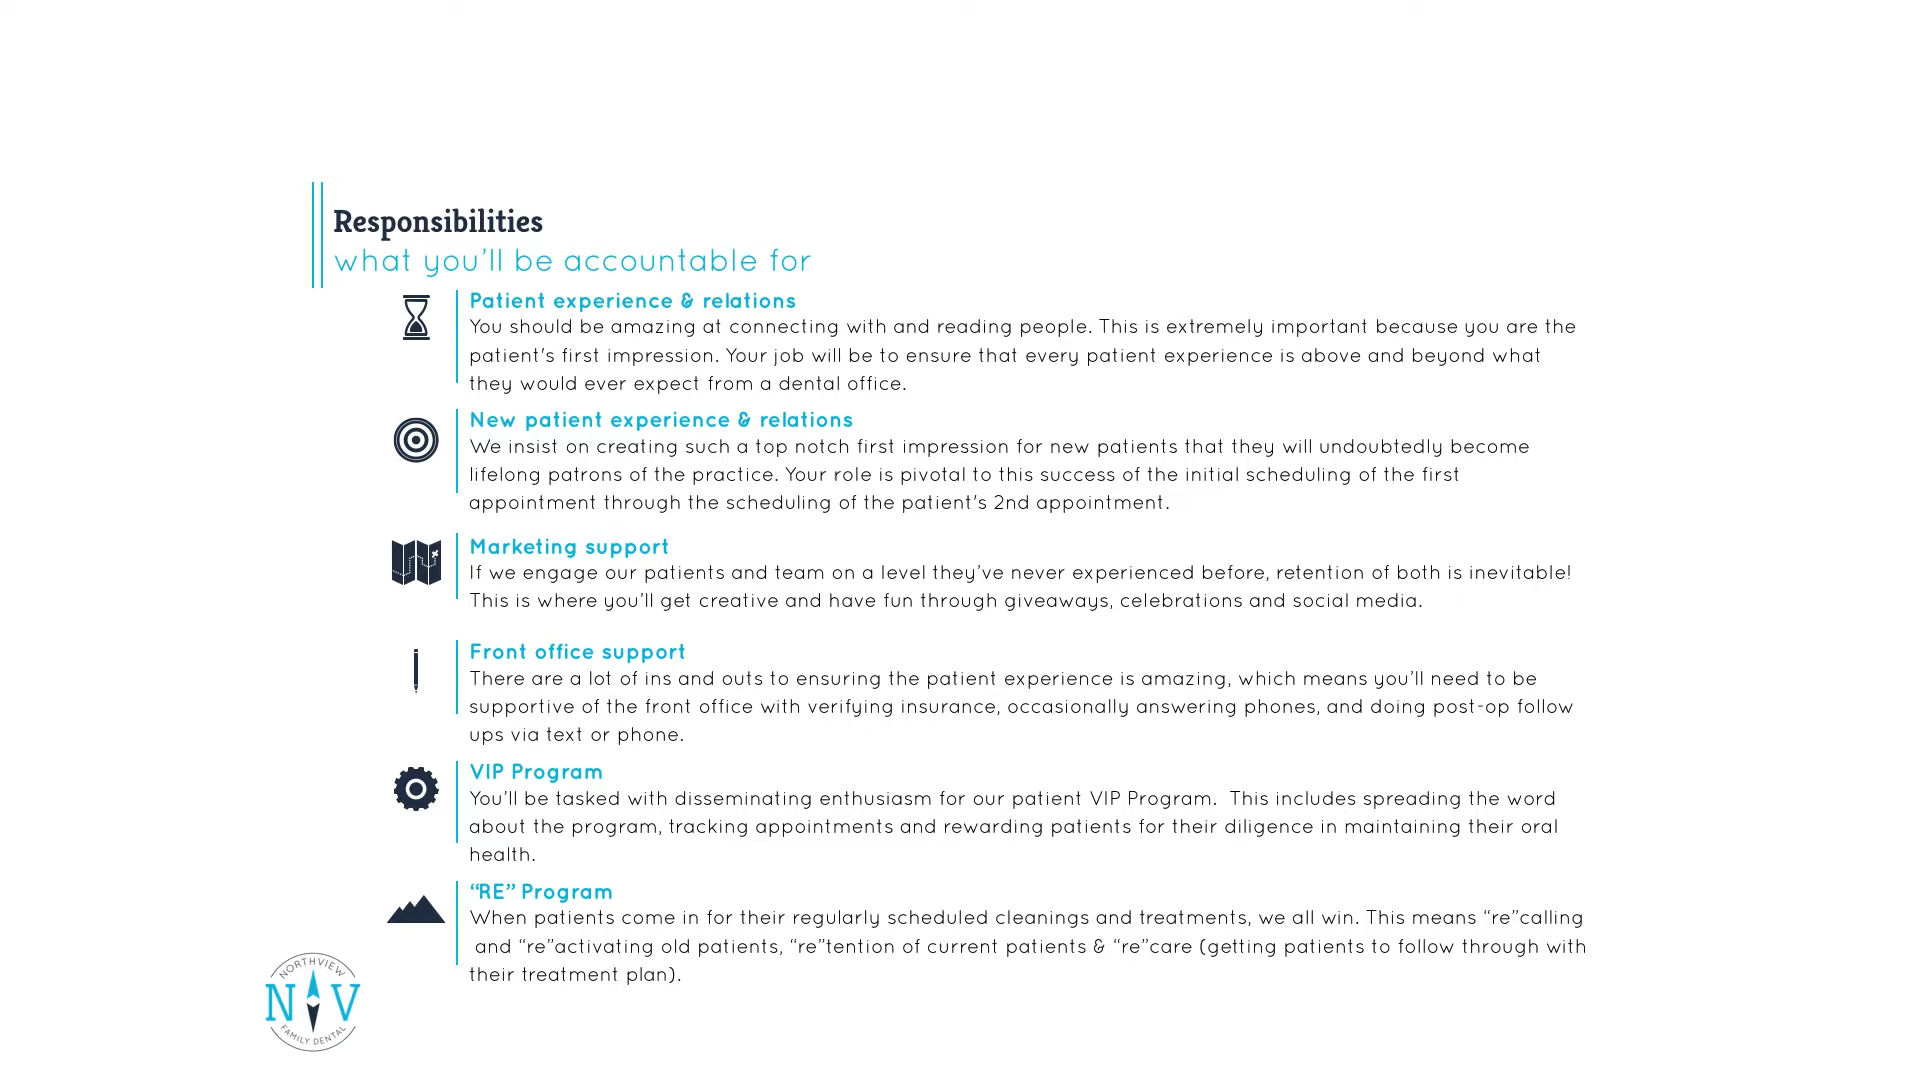 Responsibilities
what you’ll be accountable for
Patient experience & relations
You should be amazing at connecting with and reading people. This is extremely important because you are the
patient's first impression. Your job will be to ensure that every patient experience is above and beyond what
they would ever expect from a dental office.
New patient experience & relations
We insist on creating such a top notch first impression for new patients that they will undoubtedly become
lifelong patrons of the practice. Your role is pivotal to this success of the initial scheduling of the first
appointment through the scheduling of the patient's 2nd appointment.
Marketing support
If we engage our patients and team on a level they’ve never experienced before, retention of both is inevitable!
This is where you’ll get creative and have fun through giveaways, celebrations and social media.
Front office support
There are a lot of ins and outs to ensuring the patient experience is amazing, which means you’ll need to be
supportive of the front office with verifying insurance, occasionally answering phones, and doing post-op follow
ups via text or phone.
VIP Program
You’ll be tasked with disseminating enthusiasm for our patient VIP Program.  This includes spreading the word
about the program, tracking appointments and rewarding patients for their diligence in maintaining their oral
health.
“RE” Program
When patients come in for their regularly scheduled cleanings and treatments, we all win. This means “re”calling
and “re”activating old patients, “re”tention of current patients & “re”care (getting patients to follow through with
their treatment plan).
NORTHVIEW
N V
FAMILY DENTAL